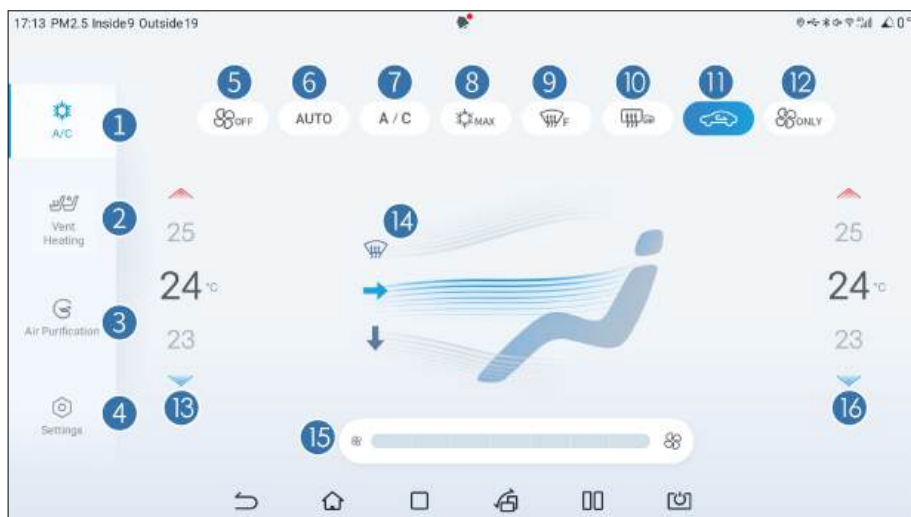 17:13 PM2.5 Inside9 Outside19
0°
5
6
7
8
9
10
11
12
OFF
AUTO
A / C
MAX
F
ONLY
A/C
1
Vent
Heating
2
Air Purification
3
Settings
4
25
24 °C
23
13
14
15
25
24 °C
23
16